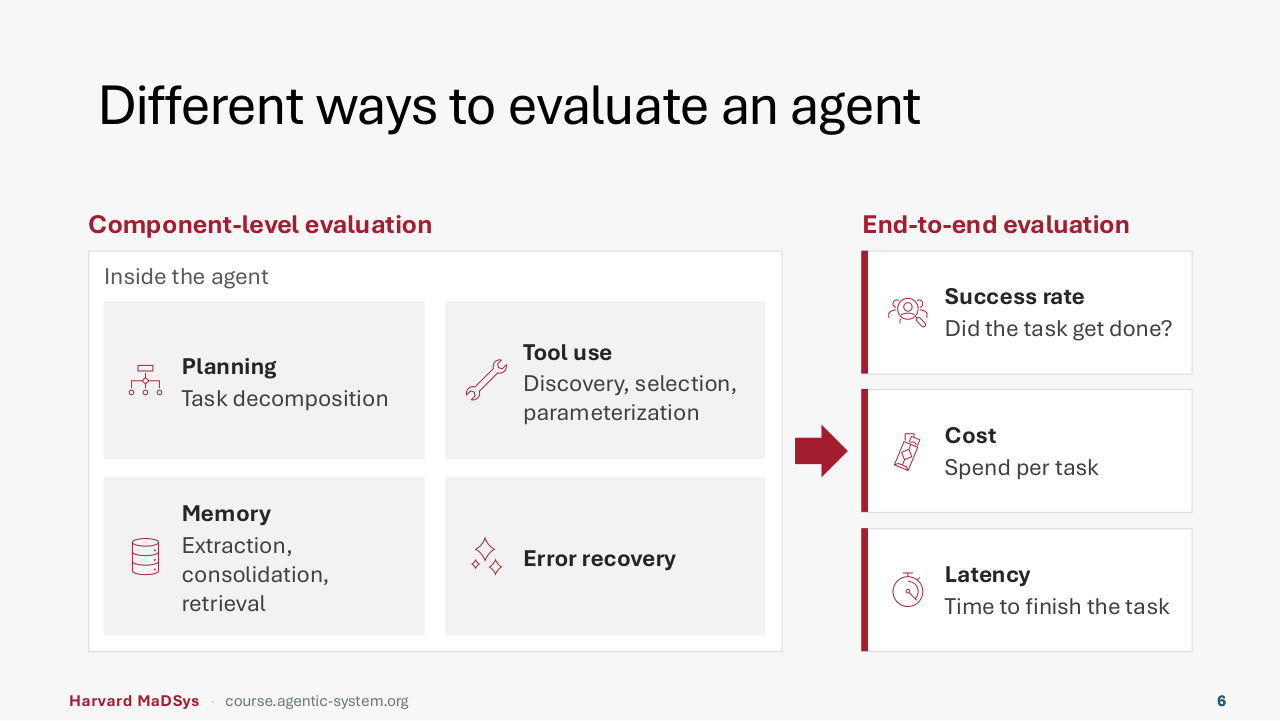 Different ways to evaluate an agent
Component-level evaluation
Inside the agent
Planning
Task decomposition
Tool use
Discovery, selection,
parameterization
Memory
Extraction,
consolidation,
retrieval
Error recovery
End-to-end evaluation
Success rate
Did the task get done?
Cost
Spend per task
Latency
Time to finish the task
Harvard MaDSys · course.agentic-system.org
6